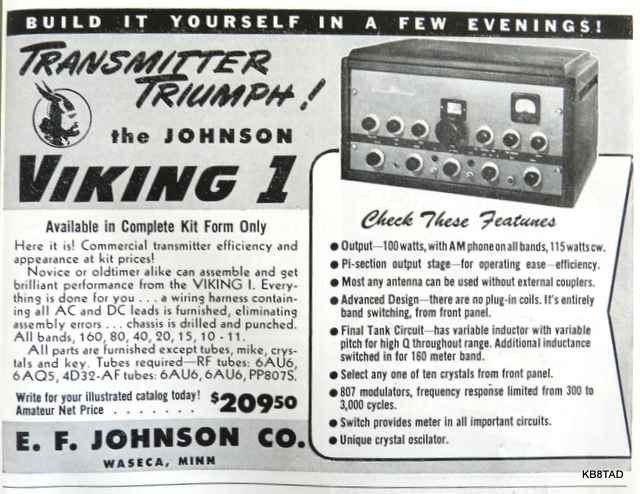 BUILD IT YOURSELF IN A FEW EVENINGS!
TRANSMITTER
TRIUMPH!
the JOHNSON
VIKING 1
Available in Complete Kit Form Only
Here it is! Commercial transmitter efficiency and
appearance at kit prices!
Novice or oldtimer alike can assemble and get
brilliant performance from the VIKING I. Every-
thing is done for you . . . a wiring harness contain-
ing all AC and DC leads is furnished, eliminating
assembly errors . . . chassis is drilled and punched.
All bands, 160, 80, 40, 20, 15, 10 - 11.
All parts are furnished except tubes, mike, crys-
tals and key. Tubes required—RF tubes: 6AU6,
6AQ5, 4D32-AF tubes: 6AU6, 6AU6, PP807S.
Write for your illustrated catalog today!
Amateur Net Price . . . . $20950
E. F. JOHNSON CO.
WASECA, MINN
Check These Features
● Output—100 watts, with AM phone on all bands, 115 watts cw.
● Pi-section output stage—for operating ease—efficiency.
● Most any antenna can be used without external couplers.
● Advanced Design—there are no plug-in coils. It's entirely
band switching, from front panel.
● Final Tank Circuit—has variable inductor with variable
pitch for high Q throughout range. Additional inductance
switched in for 160 meter band.
● Select any one of ten crystals from front panel.
● 807 modulators, frequency response limited from 300 to
3,000 cycles.
● Switch provides meter in all important circuits.
● Unique crystal oscilator.
KB8TAD